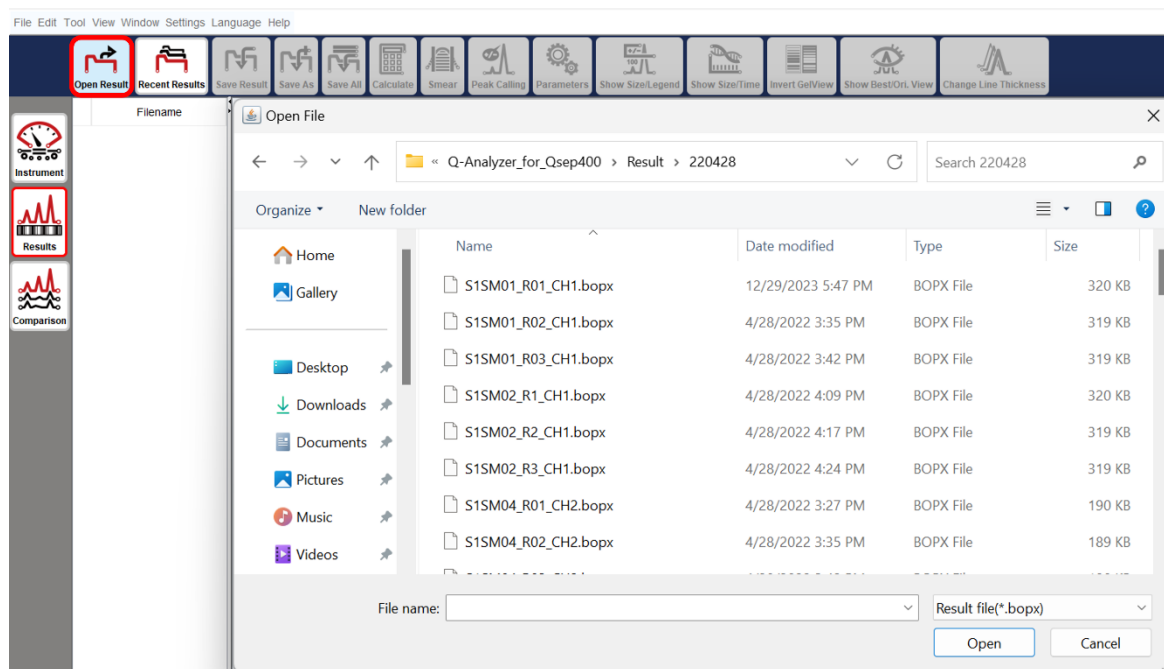 File Edit Tool View Window Settings Language Help
Open Result Recent Results Save Result Save As Save All Calculate Smear Peak Calling Parameters Show Size/Legend Show Size/Time Invert GelView Show Best/Ori. View Change Line Thickness
Filename
Instrument
Results
Comparison
Open File
« Q-Analyzer_for_Qsep400 > Result > 220428
Search 220428
Organize New folder
Home
Gallery
Desktop
Downloads
Documents
Pictures
Music
Videos
Name Date modified Type Size
S1SM01_R01_CH1.bopx 12/29/2023 5:47 PM BOPX File 320 KB
S1SM01_R02_CH1.bopx 4/28/2022 3:35 PM BOPX File 319 KB
S1SM01_R03_CH1.bopx 4/28/2022 3:42 PM BOPX File 319 KB
S1SM02_R1_CH1.bopx 4/28/2022 4:09 PM BOPX File 320 KB
S1SM02_R2_CH1.bopx 4/28/2022 4:17 PM BOPX File 319 KB
S1SM02_R3_CH1.bopx 4/28/2022 4:24 PM BOPX File 319 KB
S1SM04_R01_CH2.bopx 4/28/2022 3:27 PM BOPX File 190 KB
S1SM04_R02_CH2.bopx 4/28/2022 3:35 PM BOPX File 189 KB
File name:
Result file(*.bopx)
Open Cancel